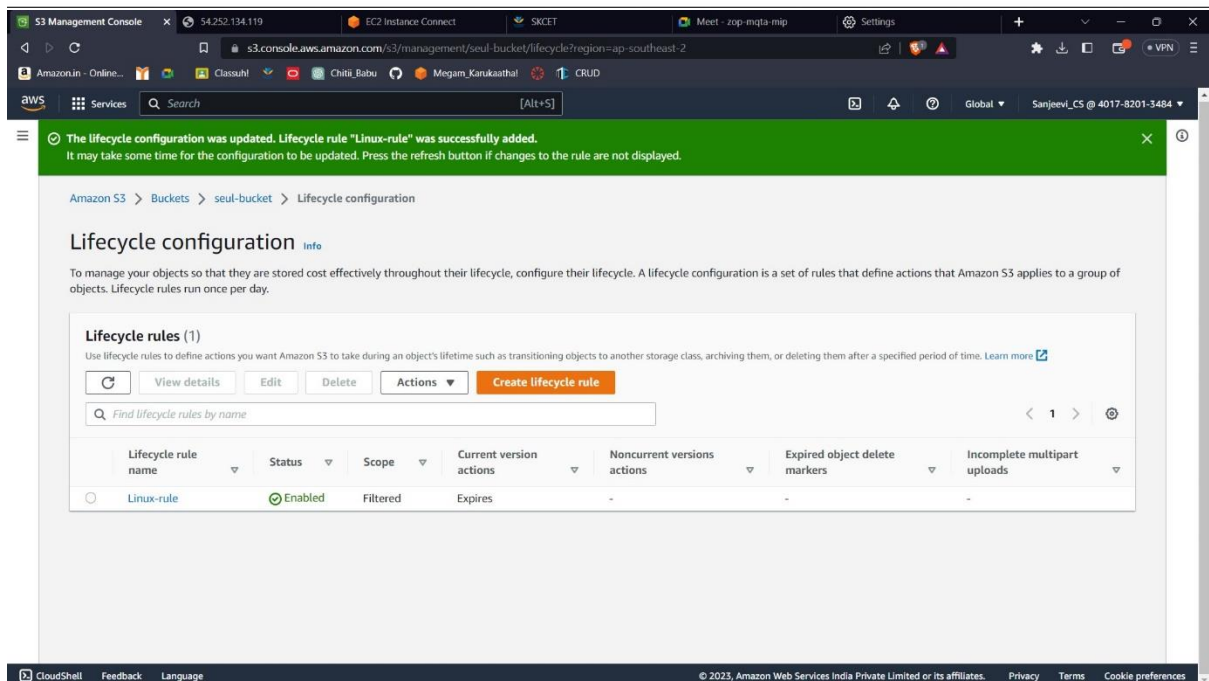 S3 Management Console
54.252.134.119
EC2 Instance Connect
SKCET
Meet - zop-mqta-mip
Settings
s3.console.aws.amazon.com/s3/management/seul-bucket/lifecycle?region=ap-southeast-2
VPN
Amazon.in - Online...
Classuhl
Chitii_Babu
Megam_Karukaathal
CRUD
aws
Services
Search
[Alt+S]
Global
Sanjeevi_CS @ 4017-8201-3484
The lifecycle configuration was updated. Lifecycle rule "Linux-rule" was successfully added.
It may take some time for the configuration to be updated. Press the refresh button if changes to the rule are not displayed.
Amazon S3 > Buckets > seul-bucket > Lifecycle configuration
Lifecycle configuration Info
To manage your objects so that they are stored cost effectively throughout their lifecycle, configure their lifecycle. A lifecycle configuration is a set of rules that define actions that Amazon S3 applies to a group of
objects. Lifecycle rules run once per day.
Lifecycle rules (1)
Use lifecycle rules to define actions you want Amazon S3 to take during an object's lifetime such as transitioning objects to another storage class, archiving them, or deleting them after a specified period of time. Learn more
View details
Edit
Delete
Actions
Create lifecycle rule
Find lifecycle rules by name
< 1 >
Lifecycle rule name
Status
Scope
Current version actions
Noncurrent versions actions
Expired object delete markers
Incomplete multipart uploads
Linux-rule
Enabled
Filtered
Expires
-
-
-
CloudShell
Feedback
Language
© 2023, Amazon Web Services India Private Limited or its affiliates.
Privacy
Terms
Cookie preferences